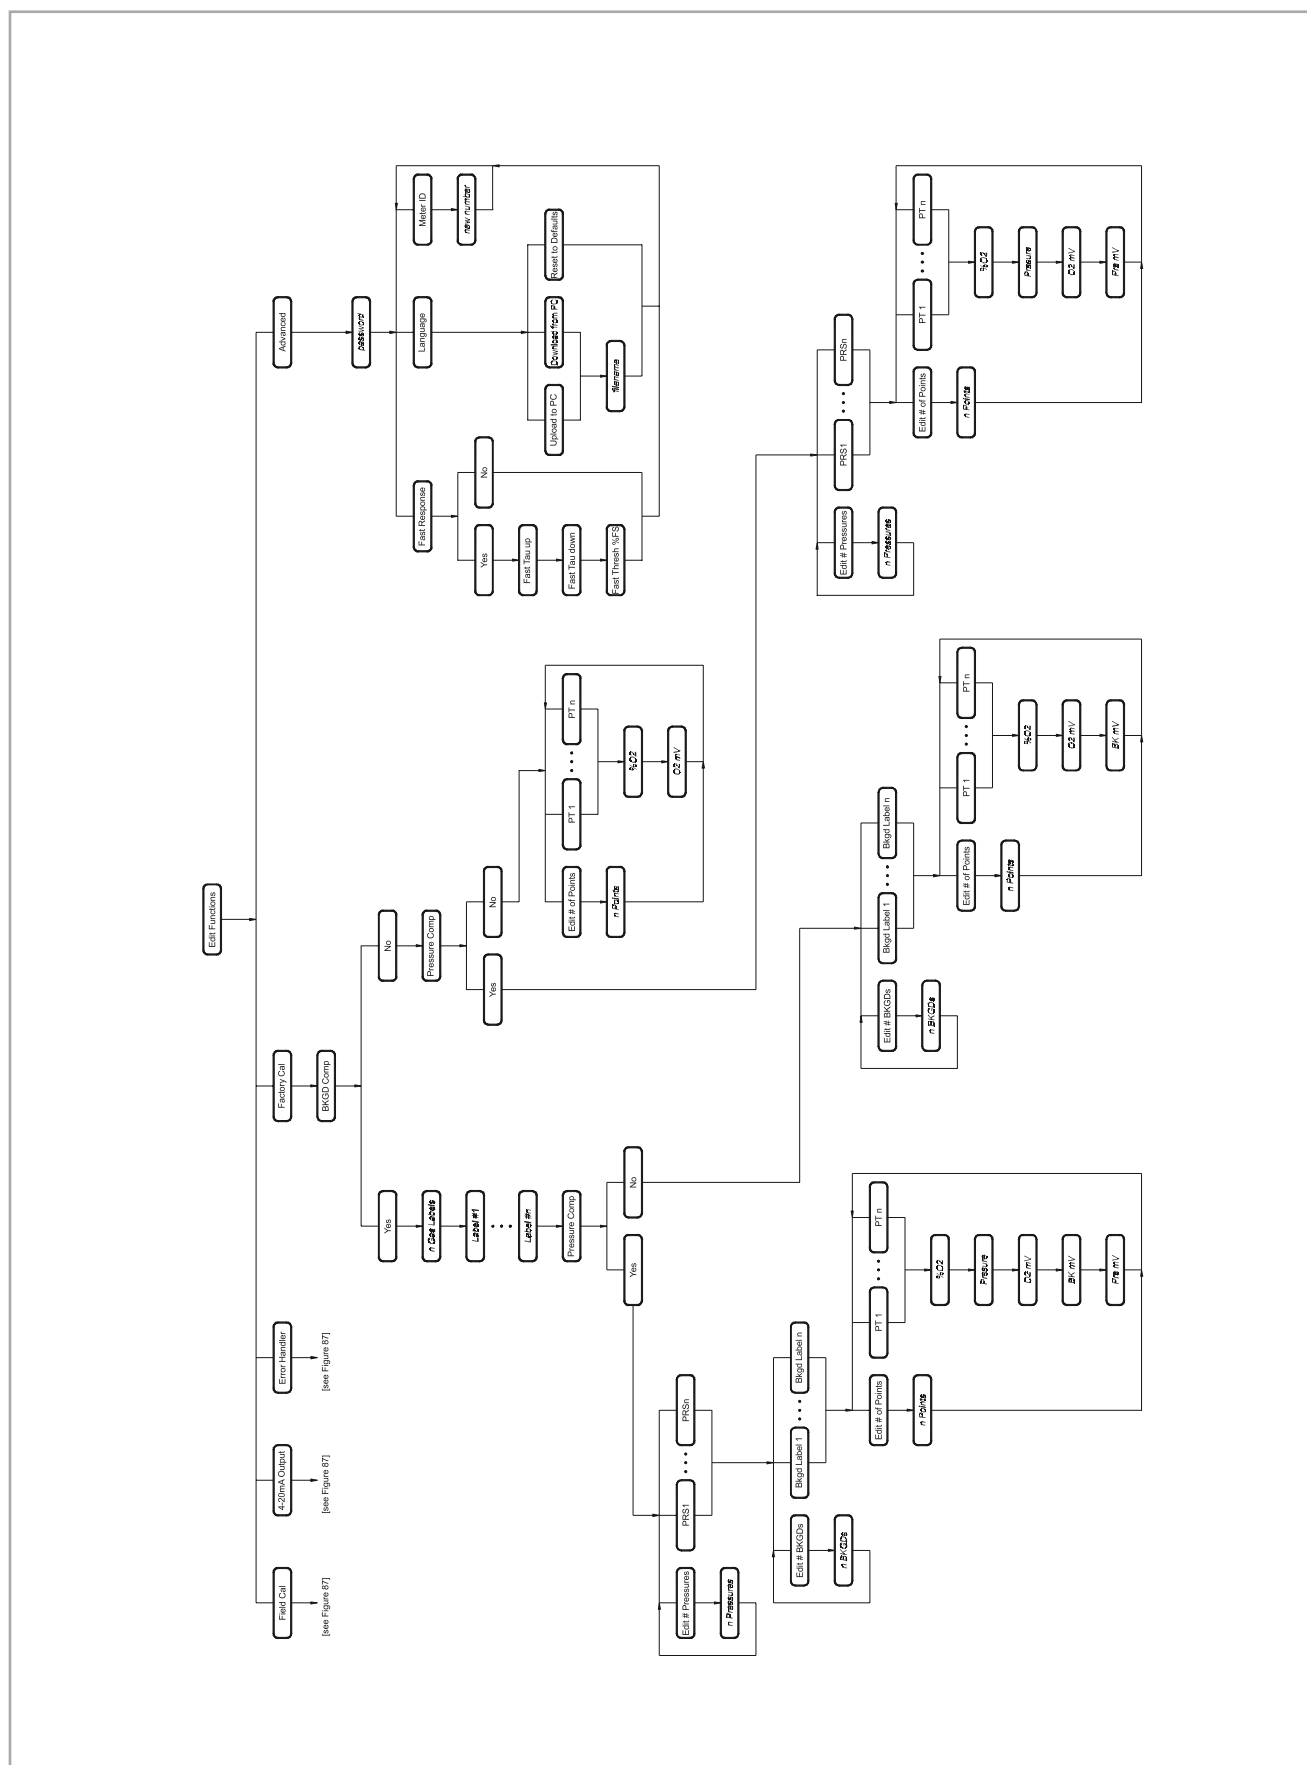 Edit Functions
Field Cal
4-20mA Output
Error Handler
Factory Cal
Advanced
[see Figure 87]
[see Figure 87]
[see Figure 87]
BKGD Comp
password
Yes
No
Fast Response
Language
Meter ID
n Gas Labels
Pressure Comp
new number
Label #1
Yes
No
Yes
No
• • •
Label #n
Fast Tau up
Upload to PC
Download from PC
Reset to Defaults
Pressure Comp
Edit # of Points
PT 1
• • • •
PT n
Fast Tau down
n Points
Fast Thresh %FS
filename
Yes
No
%O2
O2 mV
Edit # Pressures
PRS1
• • • •
PRSn
n Pressures
Edit # BKGDs
Bkgd Label 1
• • • •
Bkgd Label n
n BKGDs
Edit # of Points
PT 1
• • • •
PT n
n Points
%O2
Pressure
O2 mV
BK mV
Pre mV
Edit # BKGDs
Bkgd Label 1
• • • •
Bkgd Label n
n BKGDs
Edit # of Points
PT 1
• • • •
PT n
n Points
%O2
O2 mV
BK mV
Edit # Pressures
PRS1
• • • •
PRSn
n Pressures
Edit # of Points
PT 1
• • • •
PT n
n Points
%O2
Pressure
O2 mV
Pre mV